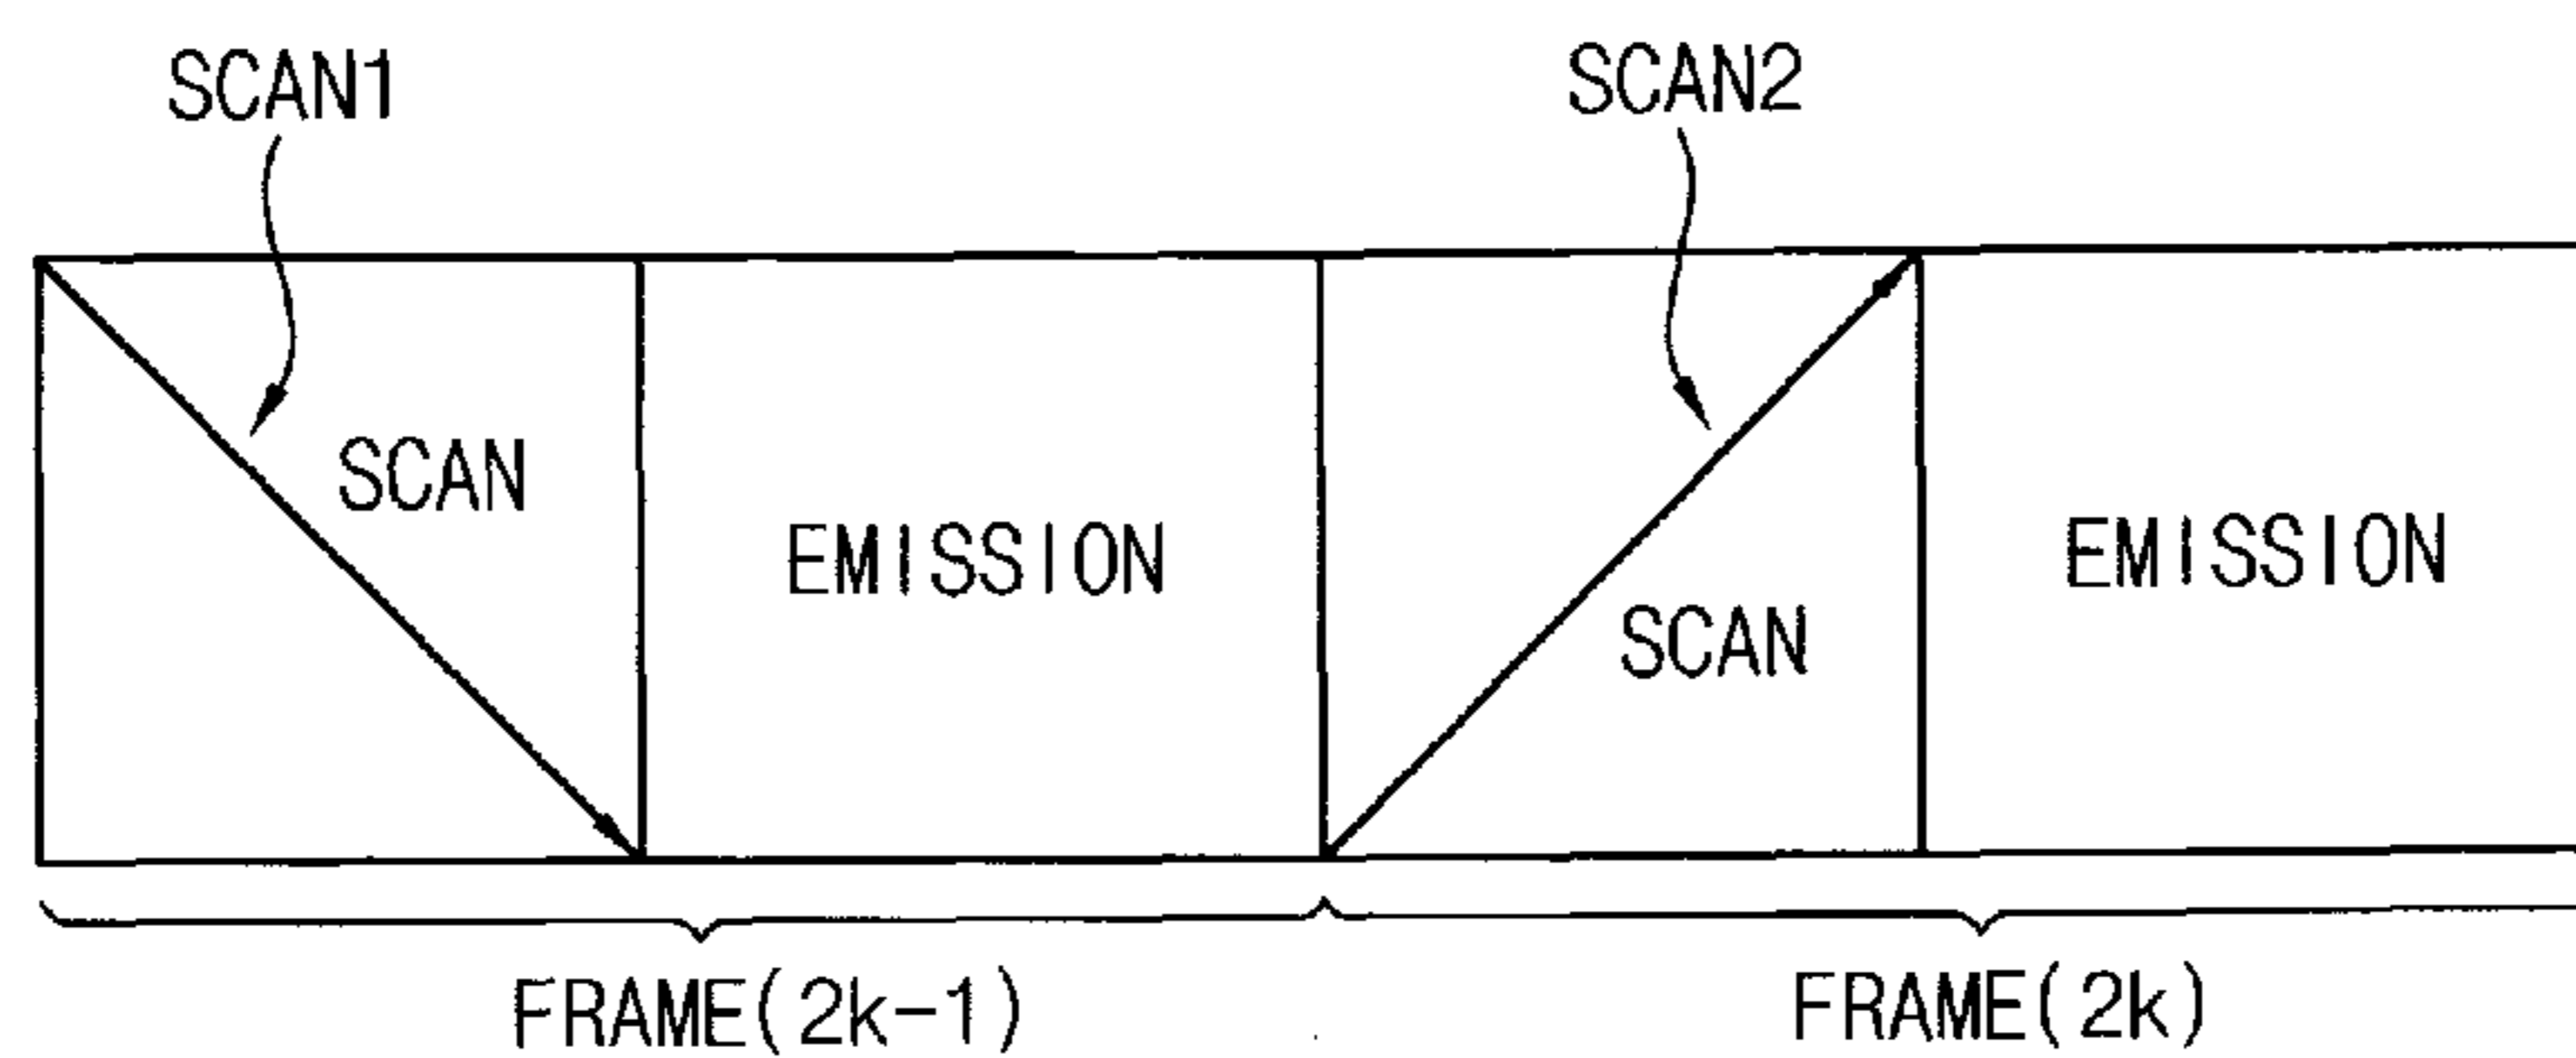 SCAN1
SCAN2
SCAN
EMISSION
SCAN
EMISSION
FRAME(2k-1)
FRAME(2k)